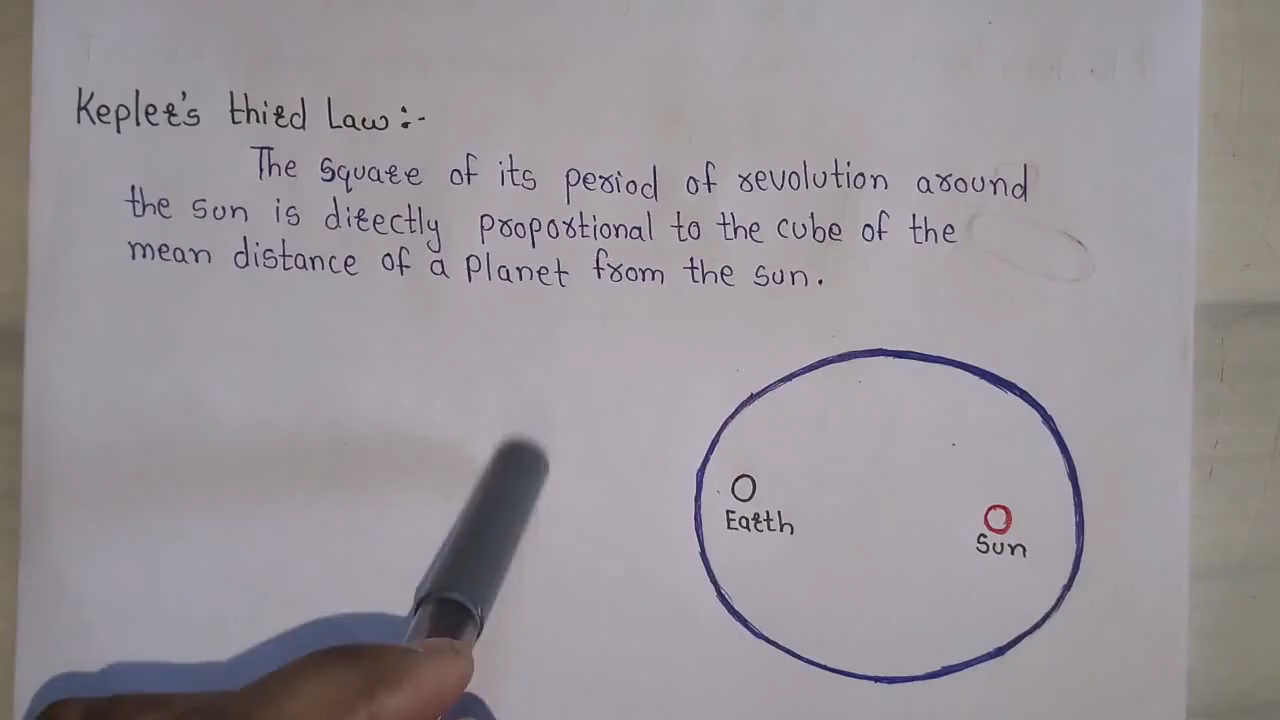 Kepler's third Law :-
The Square of its period of revolution around
the sun is directly proportional to the cube of the
mean distance of a planet from the sun.
Earth
Sun